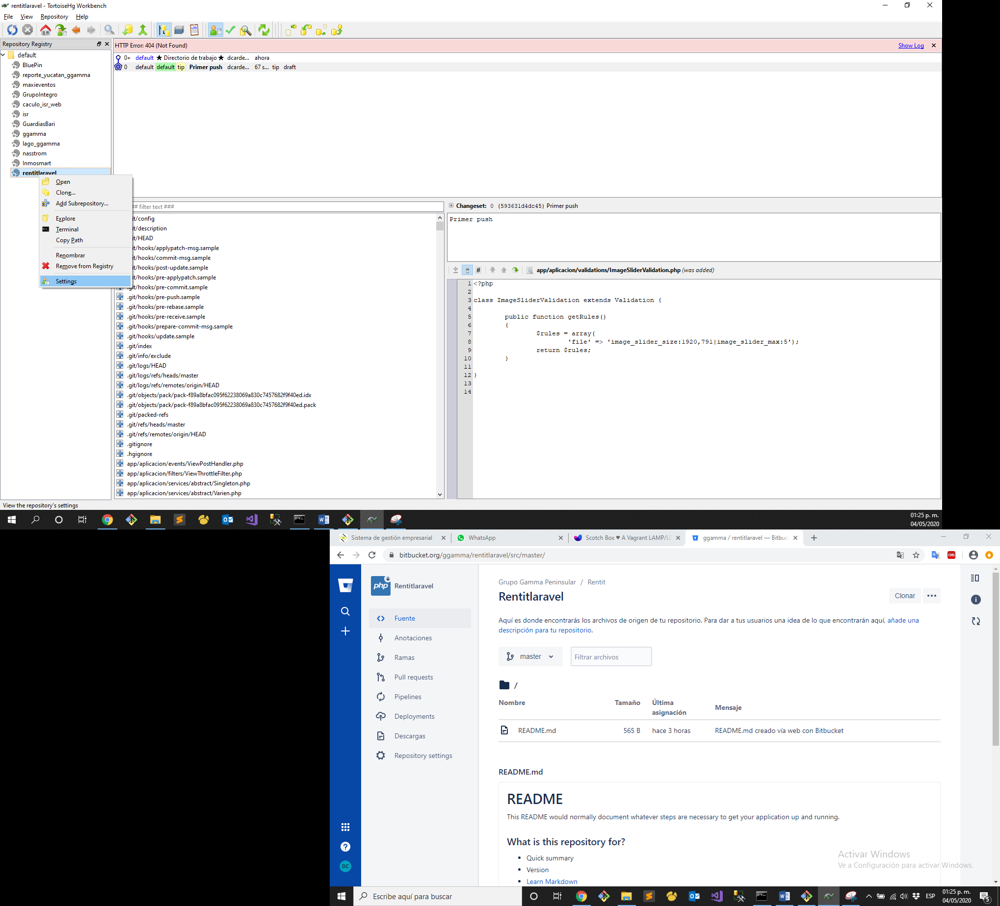 rentitlaravel - TortoiseHg Workbench
File View Repository Help
Repository Registry
default
BluePin
reporte_yucatan_ggamma
maxieventos
GrupoIntegro
caculo_isr_web
isr
GuardiasBari
ggamma
lago_ggamma
nasstrom
Inmosmart
rentitlaravel
Open
Clone...
Add Subrepository...
Explore
Terminal
Copy Path
Renombrar
Remove from Registry
Settings
HTTP Error: 404 (Not Found) Show Log
0+ default ★ Directorio de trabajo ★ dcarde... ahora
0 default default tip Primer push dcarde... 67 s... tip draft
## filter text ###
it/config
it/description
it/HEAD
it/hooks/applypatch-msg.sample
it/hooks/commit-msg.sample
it/hooks/post-update.sample
it/hooks/pre-applypatch.sample
.git/hooks/pre-commit.sample
.git/hooks/pre-push.sample
.git/hooks/pre-rebase.sample
.git/hooks/pre-receive.sample
.git/hooks/prepare-commit-msg.sample
.git/hooks/update.sample
.git/index
.git/info/exclude
.git/logs/HEAD
.git/logs/refs/heads/master
.git/logs/refs/remotes/origin/HEAD
.git/objects/pack/pack-f89a8bfac095f62238069a830c7457682f9f40ed.idx
.git/objects/pack/pack-f89a8bfac095f62238069a830c7457682f9f40ed.pack
.git/packed-refs
.git/refs/heads/master
.git/refs/remotes/origin/HEAD
.gitignore
.hgignore
app/aplicacion/events/ViewPostHandler.php
app/aplicacion/filters/ViewThrottleFilter.php
app/aplicacion/services/abstract/Singleton.php
app/aplicacion/services/abstract/Varien.php
Changeset: 0 (593631d4dc45) Primer push
Primer push
app/aplicacion/validations/ImageSliderValidation.php (was added)
1 <?php
2
3 class ImageSliderValidation extends Validation {
4
5 public function getRules()
6 {
7 $rules = array(
8 'file' => 'image_slider_size:1920,791|image_slider_max:5');
9 return $rules;
10 }
11
12 }
13
14
View the repository's settings
01:25 p. m.
04/05/2020
Sistema de gestión empresarial
WhatsApp
Scotch Box ♥ A Vagrant LAMP/LE
ggamma / rentitlaravel — Bitbuc
bitbucket.org/ggamma/rentitlaravel/src/master/
CORS
php Rentitlaravel
Fuente
Anotaciones
Ramas
Pull requests
Pipelines
Deployments
Descargas
Repository settings
DC
Grupo Gamma Peninsular / Rentit
Rentitlaravel
Clonar
Aquí es donde encontrarás los archivos de origen de tu repositorio. Para dar a tus usuarios una idea de lo que encontrarán aquí, añade una
descripción para tu repositorio.
master Filtrar archivos
/
Nombre Tamaño Última asignación Mensaje
README.md 565 B hace 3 horas README.md creado vía web con Bitbucket
README.md
README
This README would normally document whatever steps are necessary to get your application up and running.
What is this repository for?
Quick summary
Version
Learn Markdown
Activar Windows
Ve a Configuración para activar Windows.
Escribe aquí para buscar
ESP
01:25 p. m.
04/05/2020
5